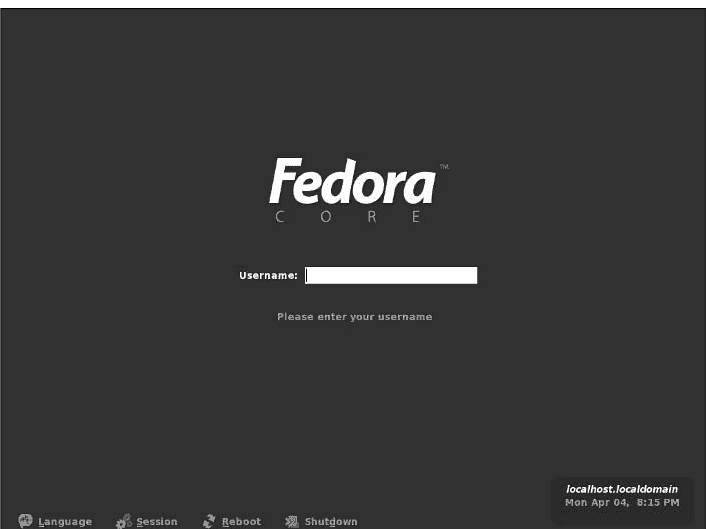 Fedora™
CORE
Username:
Please enter your username
localhost.localdomain
Mon Apr 04, 8:15 PM
Language Session Reboot Shutdown